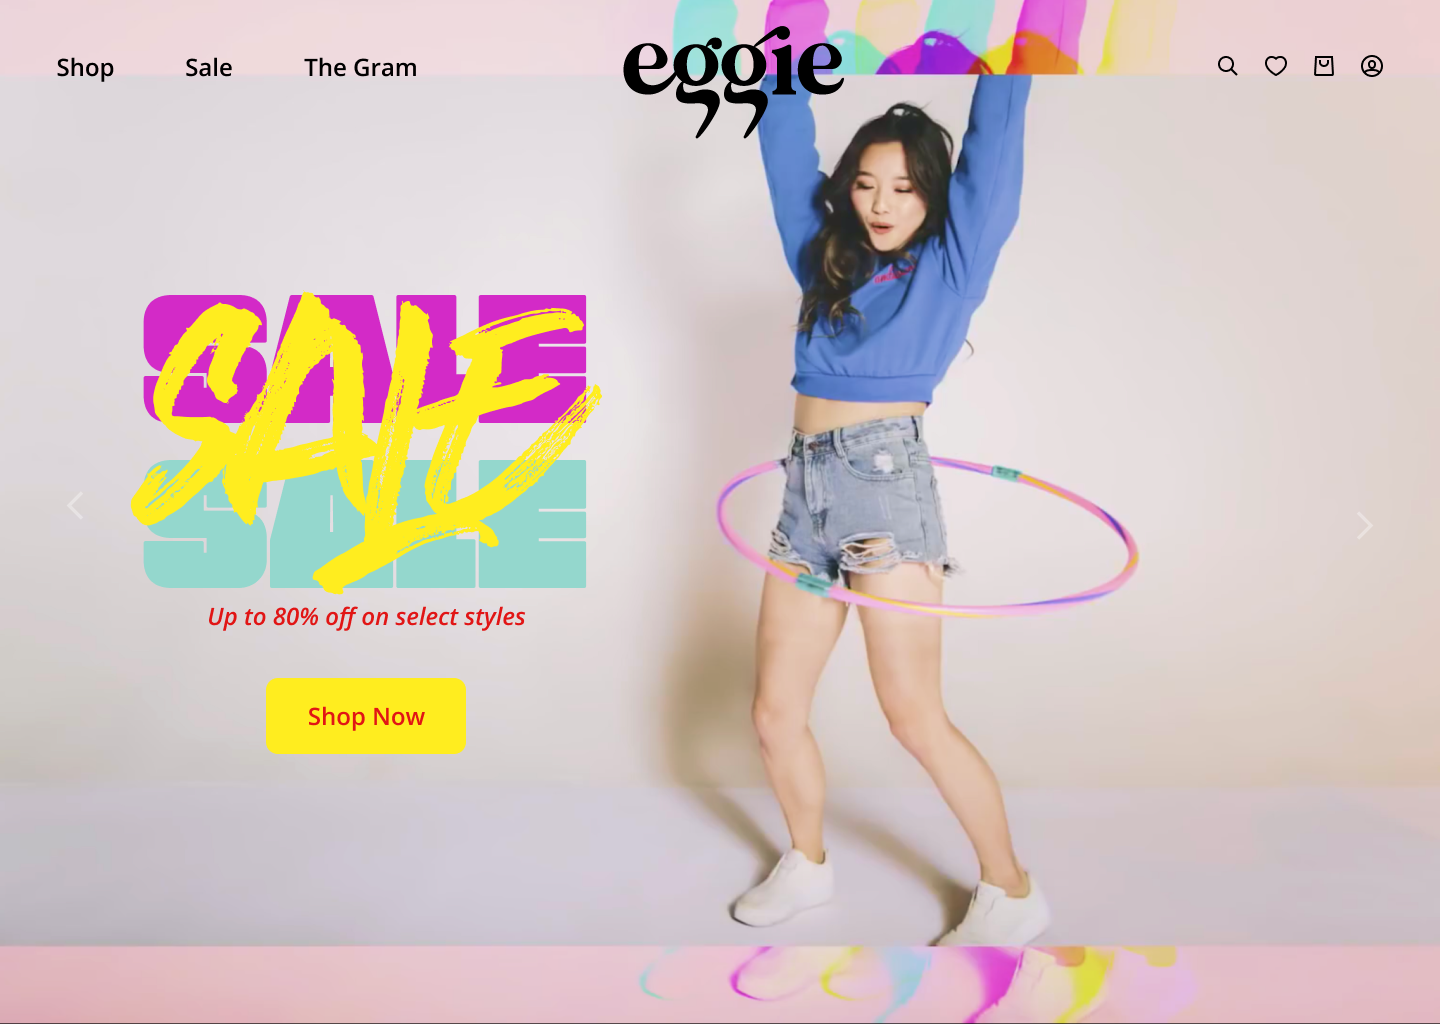 Shop
Sale
The Gram
eggie
SALE
SALE
SALE
Up to 80% off on select styles
Shop Now